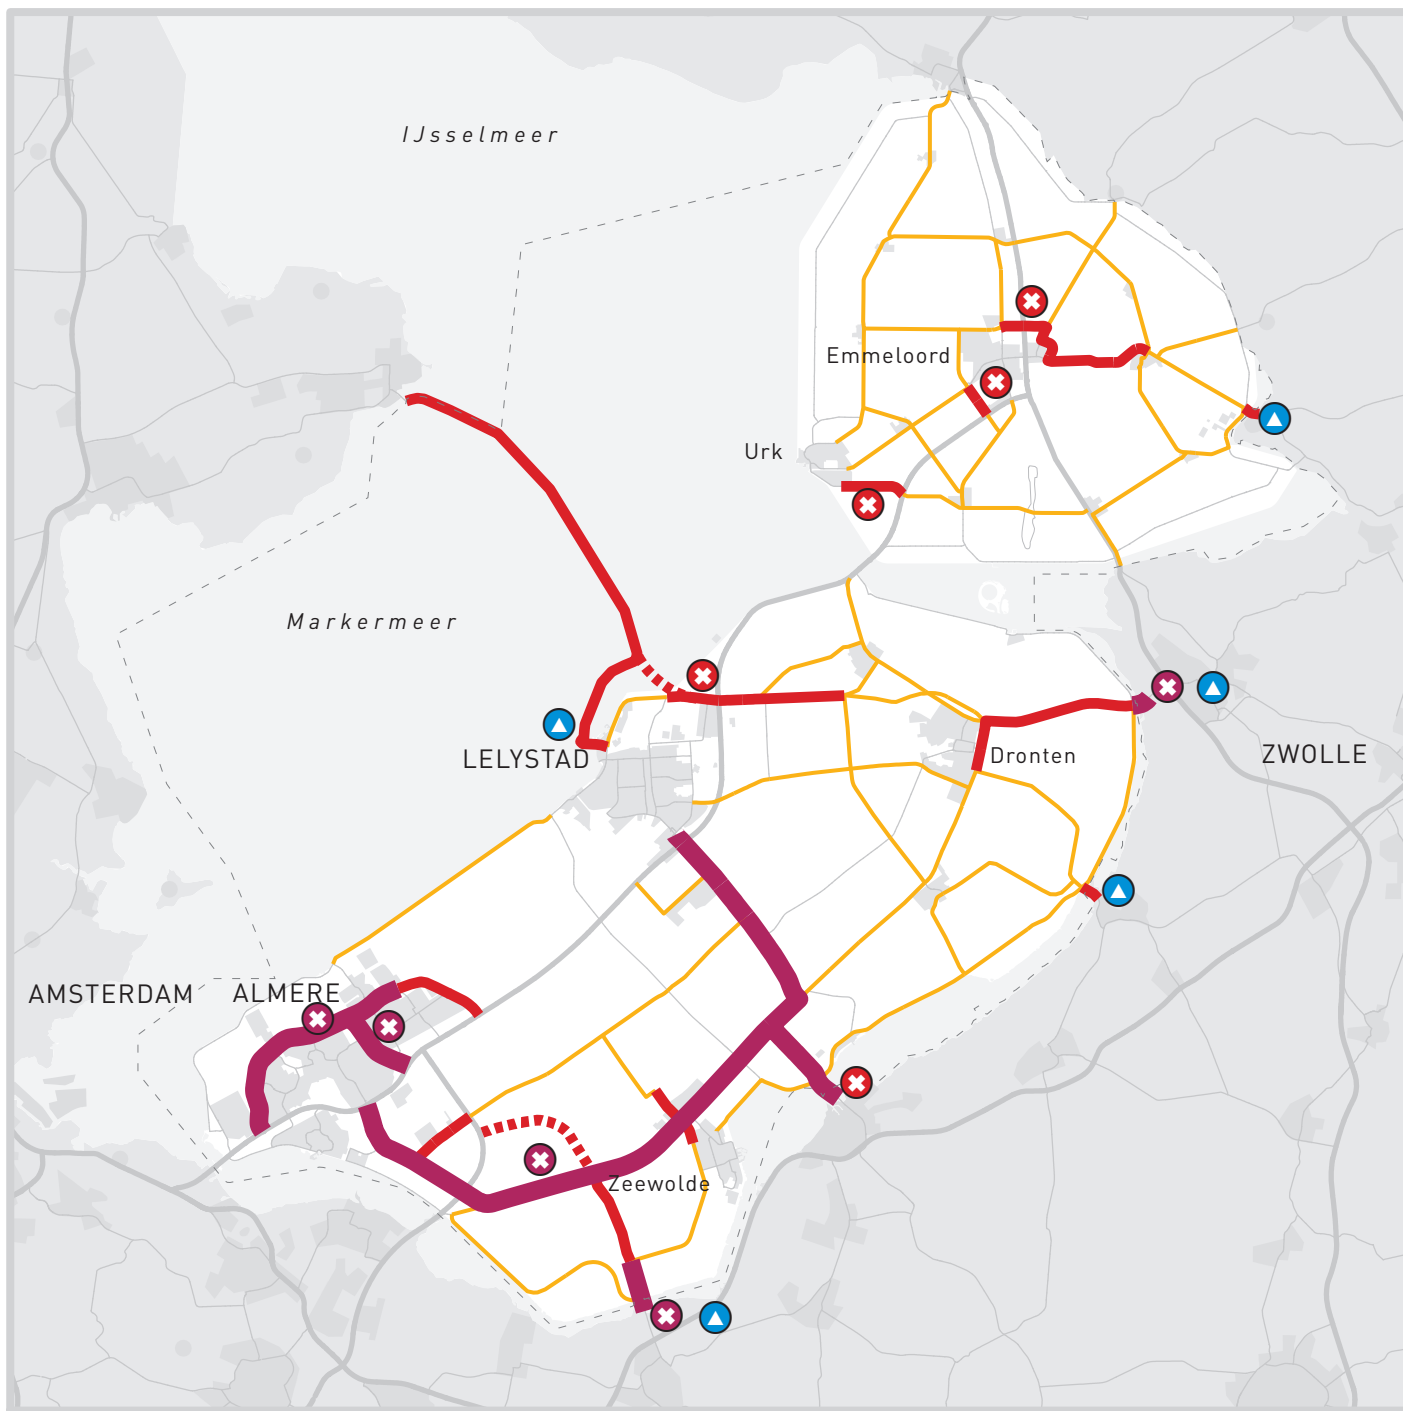 IJsselmeer
Emmeloord
Urk
Markermeer
LELYSTAD
Dronten
ZWOLLE
AMSTERDAM
ALMERE
Zeewolde